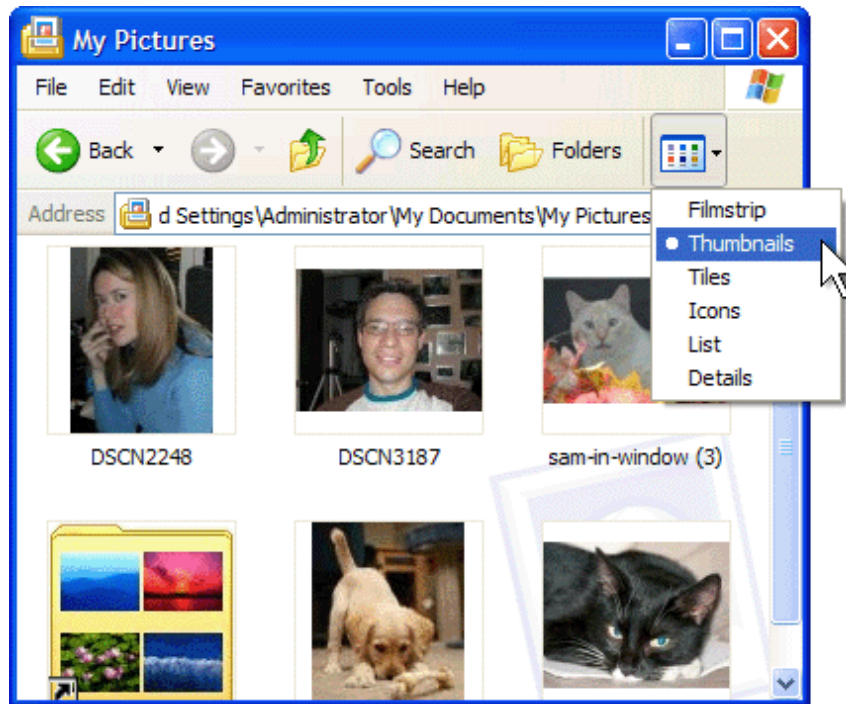 My Pictures
File Edit View Favorites Tools Help
Back Search Folders
Address d Settings\Administrator\My Documents\My Pictures
Filmstrip
Thumbnails
Tiles
Icons
List
Details
DSCN2248 DSCN3187 sam-in-window (3)